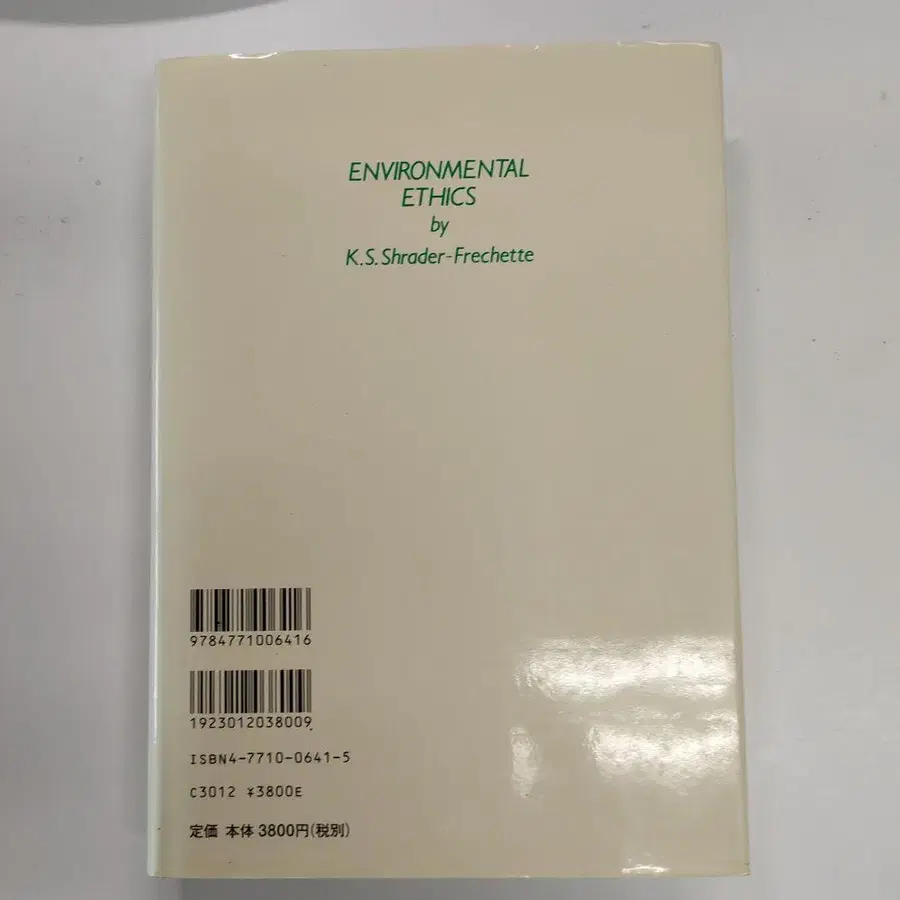 ENVIRONMENTAL
ETHICS
by
K.S.Shrader-Frechette
9784771006416
1923012038009
ISBN4-7710-0641-5
C3012 ¥3800E
定価 本体3800円(税別)